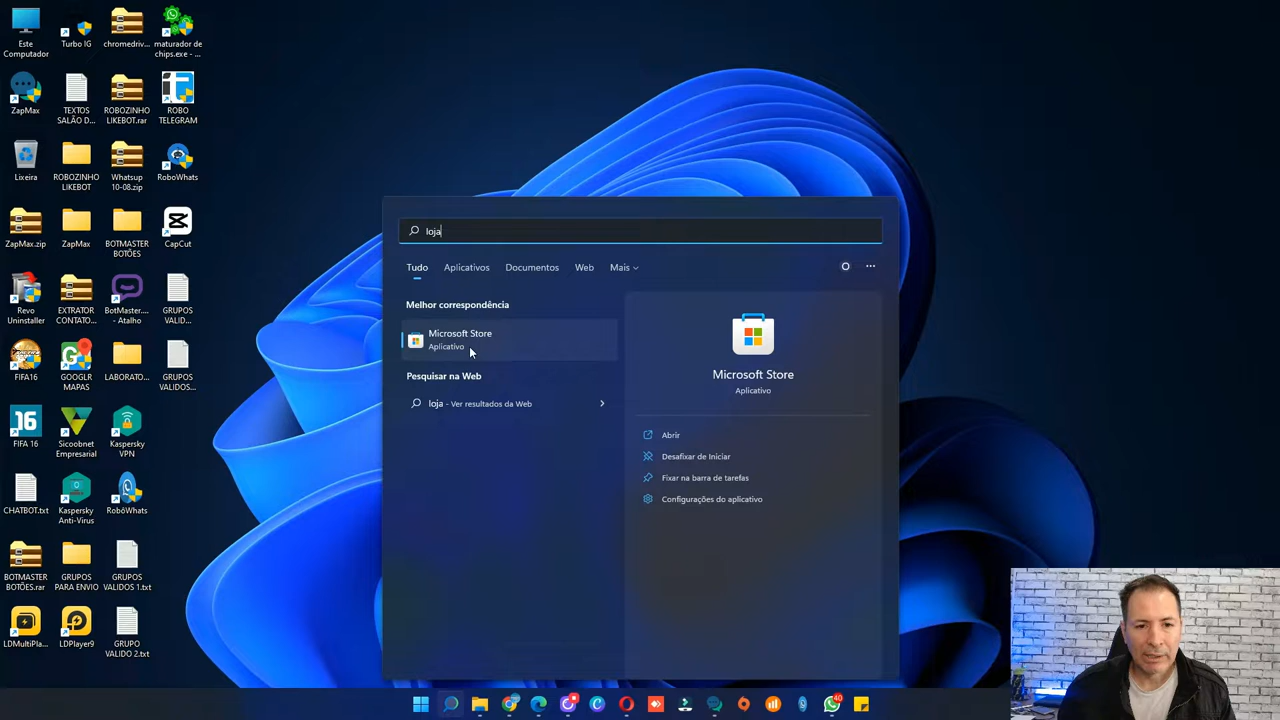 Este
Computador
Turbo IG
chromedriv...
maturador de
chips.exe - ...
ZapMax
TEXTOS
SALÃO D...
ROBOZINHO
LIKEBOT.rar
ROBO
TELEGRAM
Lixeira
ROBOZINHO
LIKEBOT
Whatsup
10-08.zip
RoboWhats
ZapMax.zip
ZapMax
BOTMASTER
BOTÕES
CapCut
Revo
Uninstaller
EXTRATOR
CONTATO...
BotMaster....
- Atalho
GRUPOS
VALID...
FIFA16
GOOGLR
MAPAS
LABORATO...
GRUPOS
VALIDOS...
16
FIFA 16
Sicoobnet
Empresarial
Kaspersky
VPN
CHATBOT.txt
Kaspersky
Anti-Virus
RobôWhats
BOTMASTER
BOTÕES.rar
GRUPOS
PARA ENVIO
GRUPOS
VALIDOS 1.txt
LDMultiPla...
LDPlayer9
GRUPO
VALIDO 2.txt
loja
Tudo Aplicativos Documentos Web Mais
Melhor correspondência
Microsoft Store
Aplicativo
Pesquisar na Web
loja - Ver resultados da Web
Microsoft Store
Aplicativo
Abrir
Desafixar de Iniciar
Fixar na barra de tarefas
Configurações do aplicativo
40